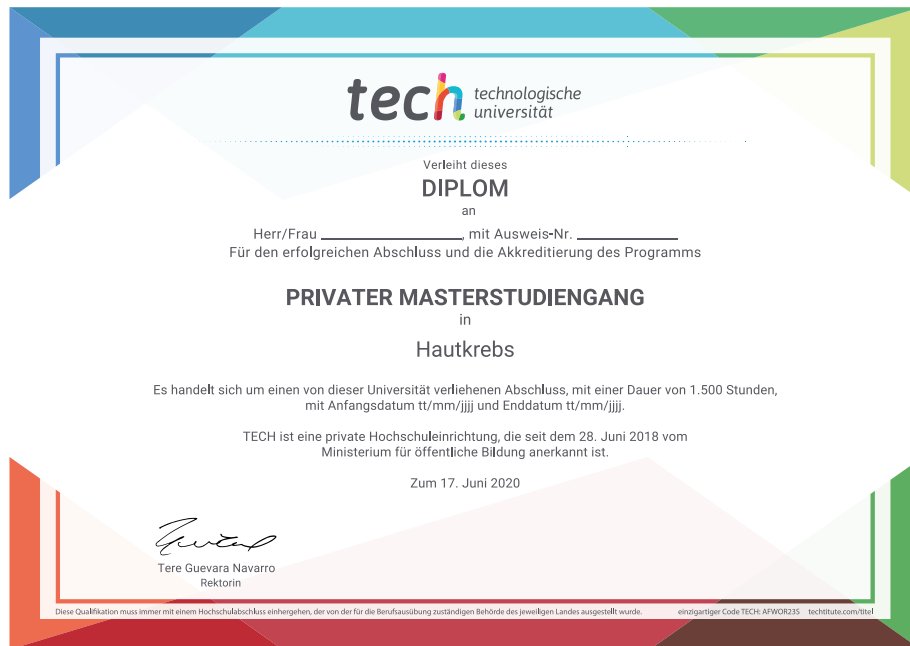 tech technologische
universität
Verleiht dieses
DIPLOM
an
Herr/Frau ____________, mit Ausweis-Nr. ____________
Für den erfolgreichen Abschluss und die Akkreditierung des Programms
PRIVATER MASTERSTUDIENGANG
in
Hautkrebs
Es handelt sich um einen von dieser Universität verliehenen Abschluss, mit einer Dauer von 1.500 Stunden,
mit Anfangsdatum tt/mm/jjjj und Enddatum tt/mm/jjjj.
TECH ist eine private Hochschuleinrichtung, die seit dem 28. Juni 2018 vom
Ministerium für öffentliche Bildung anerkannt ist.
Zum 17. Juni 2020
Tere Guevara Navarro
Rektorin
Diese Qualifikation muss immer mit einem Hochschulabschluss einhergehen, der von der für die Berufsausübung zuständigen Behörde des jeweiligen Landes ausgestellt wurde. einzigartiger Code TECH: AFWOR23S techtitute.com/titel